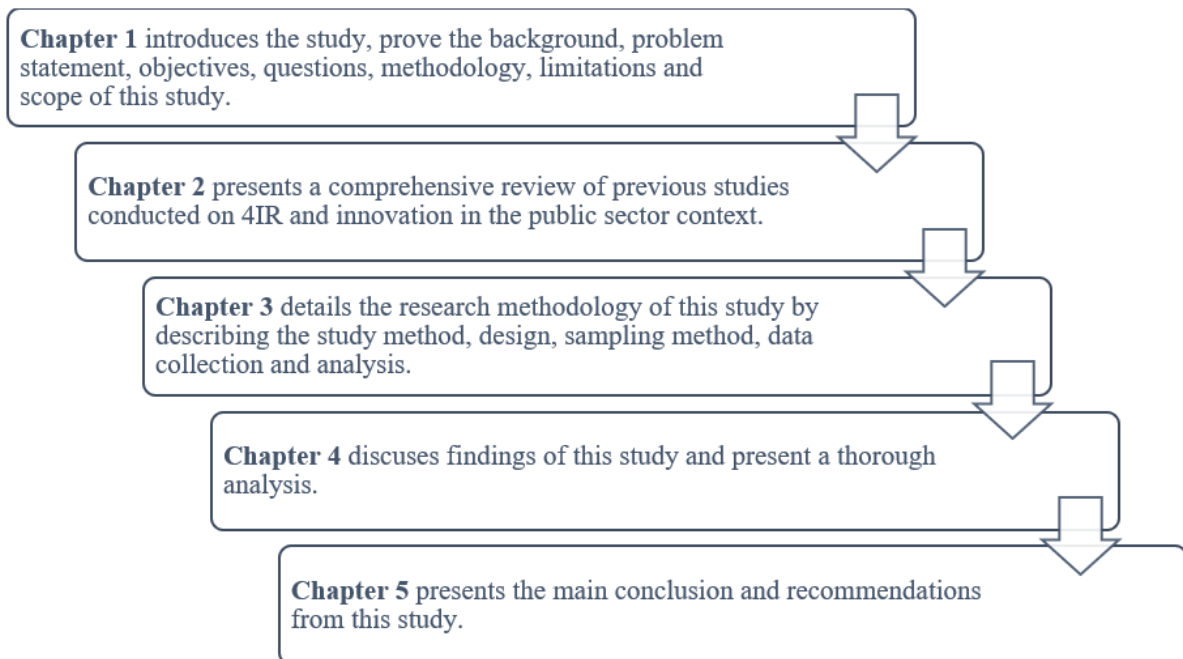 Chapter 1 introduces the study, prove the background, problem
statement, objectives, questions, methodology, limitations and
scope of this study.
Chapter 2 presents a comprehensive review of previous studies
conducted on 4IR and innovation in the public sector context.
Chapter 3 details the research methodology of this study by
describing the study method, design, sampling method, data
collection and analysis.
Chapter 4 discuses findings of this study and present a thorough
analysis.
Chapter 5 presents the main conclusion and recommendations
from this study.